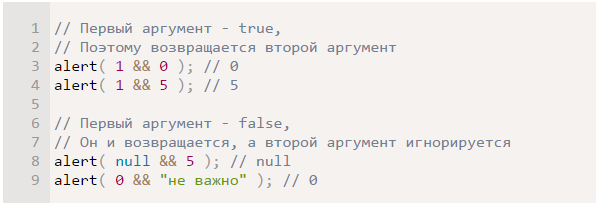 1 // Первый аргумент - true,
2 // Поэтому возвращается второй аргумент
3 alert( 1 && 0 ); // 0
4 alert( 1 && 5 ); // 5
5
6 // Первый аргумент - false,
7 // Он и возвращается, а второй аргумент игнорируется
8 alert( null && 5 ); // null
9 alert( 0 && "не важно" ); // 0